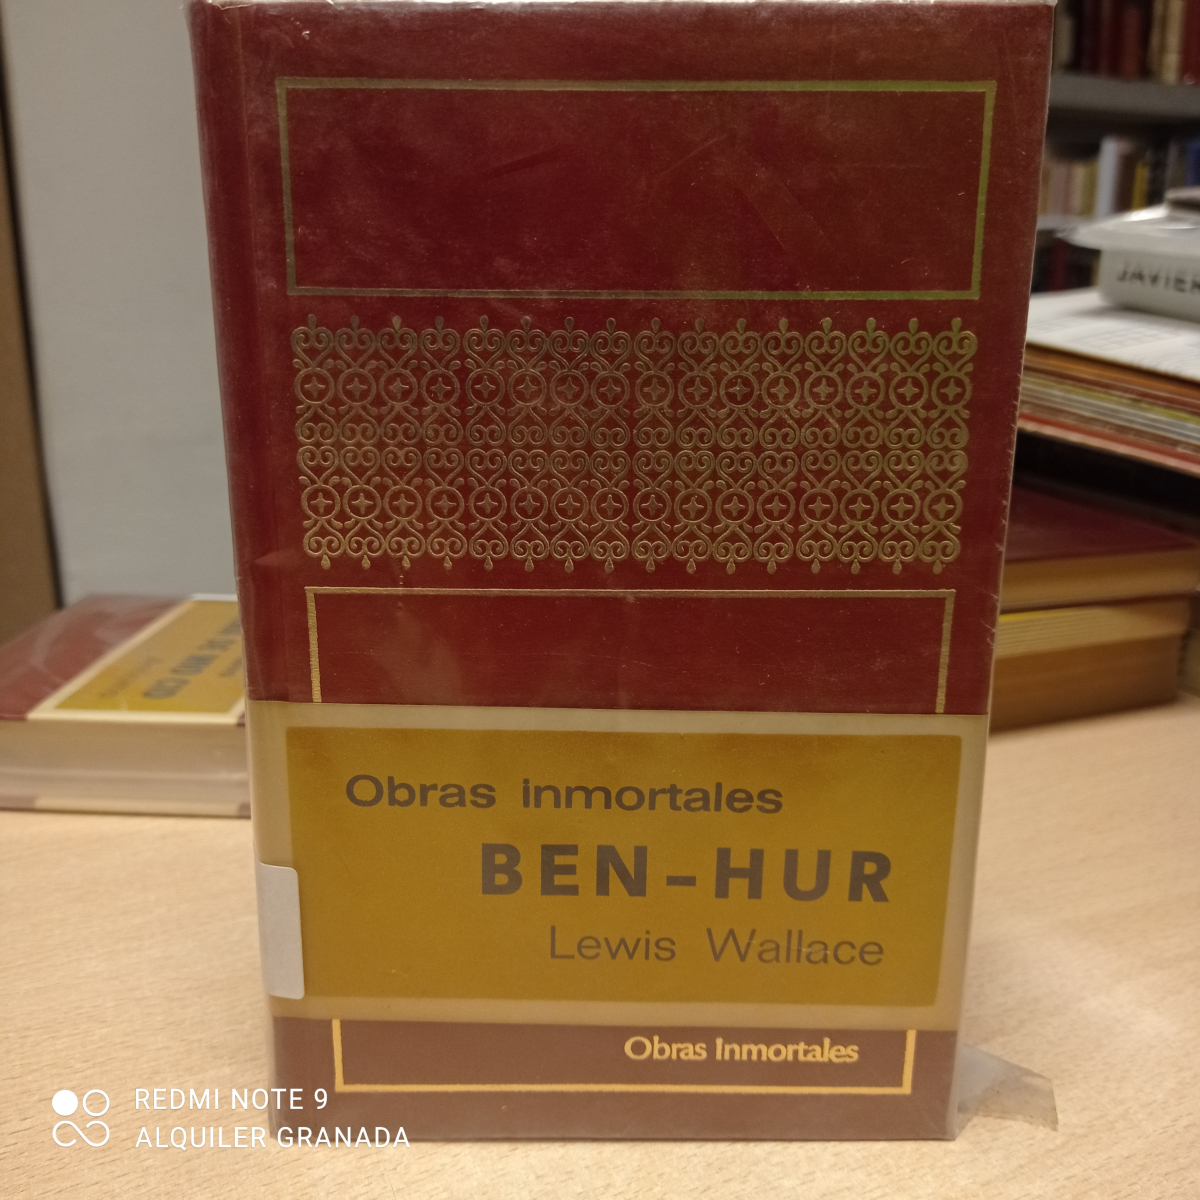 JAVIER
Obras inmortales
BEN-HUR
Lewis Wallace
Obras Inmortales
REDMI NOTE 9
ALQUILER GRANADA